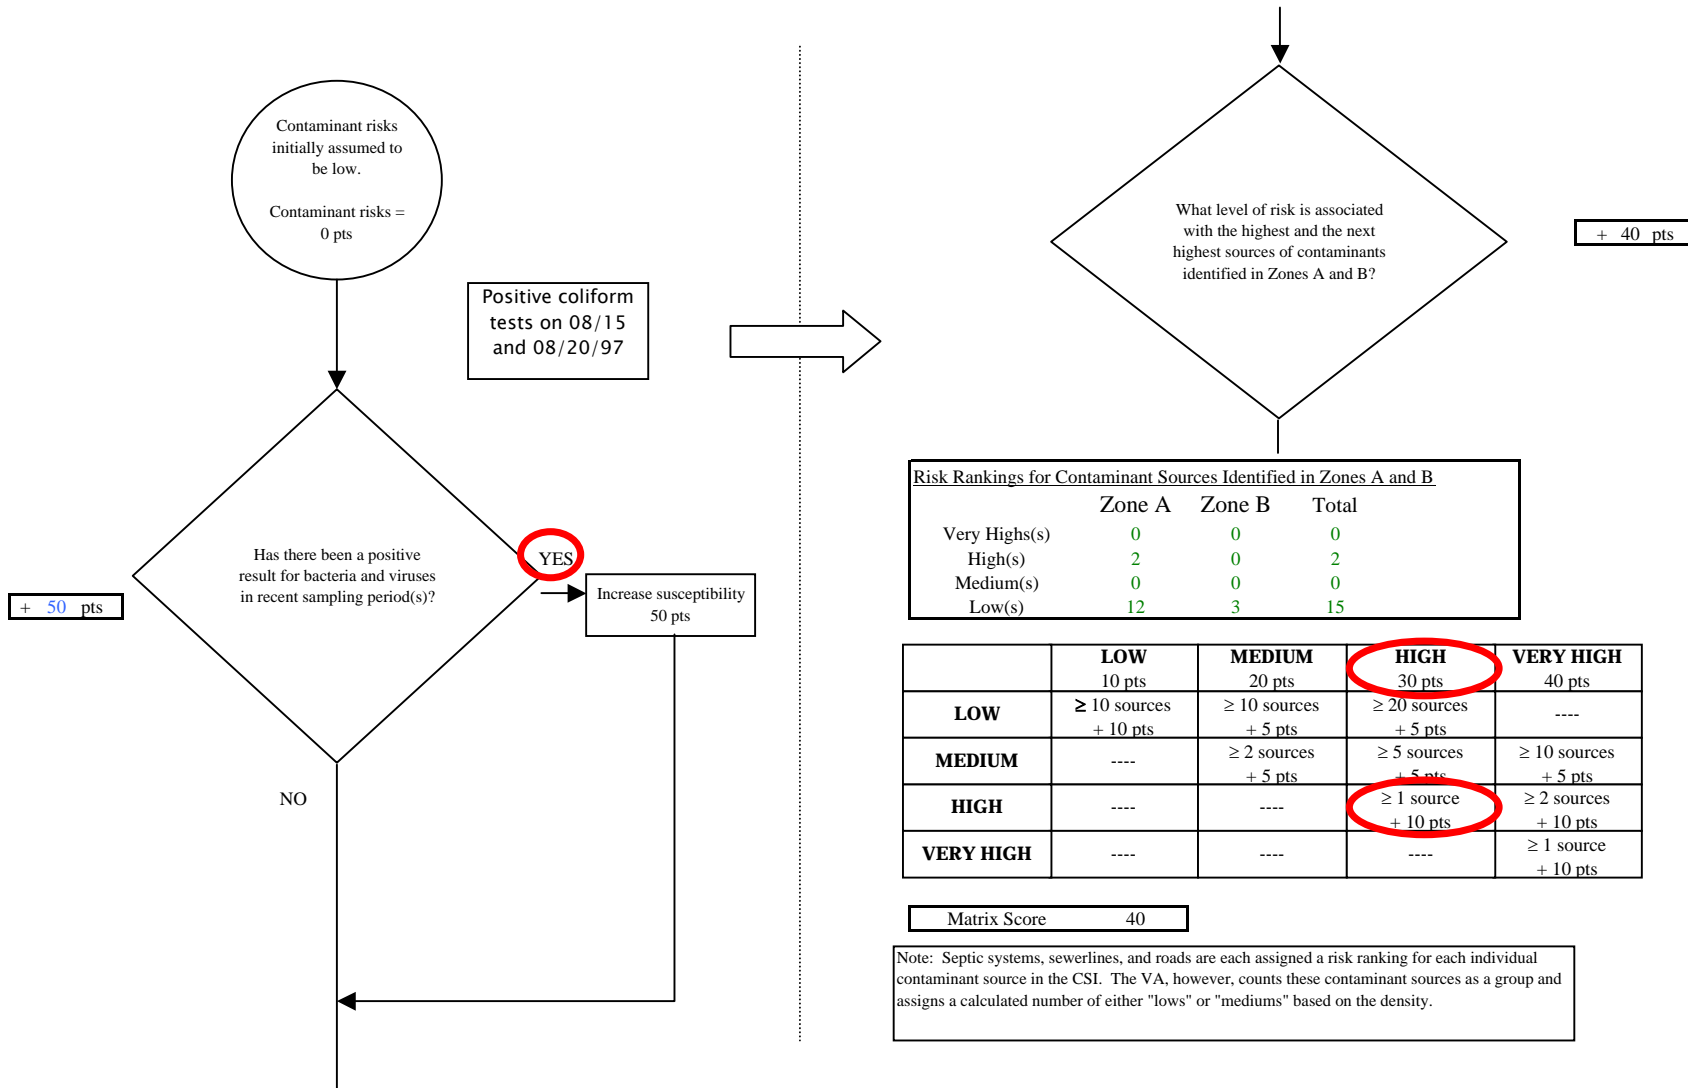 Contaminant risks
initially assumed to
be low.
Contaminant risks =
0 pts
Positive coliform
tests on 08/15
and 08/20/97
Has there been a positive
result for bacteria and viruses
in recent sampling period(s)?
YES
Increase susceptibility
50 pts
+ 50 pts
NO
What level of risk is associated
with the highest and the next
highest sources of contaminants
identified in Zones A and B?
+ 40 pts
Risk Rankings for Contaminant Sources Identified in Zones A and B
Zone A Zone B Total
Very Highs(s) 0 0 0
High(s) 2 0 2
Medium(s) 0 0 0
Low(s) 12 3 15
LOW MEDIUM HIGH VERY HIGH
10 pts 20 pts 30 pts 40 pts
LOW ≥ 10 sources ≥ 10 sources ≥ 20 sources ----
+ 10 pts + 5 pts + 5 pts
MEDIUM ---- ≥ 2 sources ≥ 5 sources ≥ 10 sources
+ 5 pts + 5 pts + 5 pts
HIGH ---- ---- ≥ 1 source ≥ 2 sources
+ 10 pts + 10 pts
VERY HIGH ---- ---- ---- ≥ 1 source
+ 10 pts
Matrix Score 40
Note: Septic systems, sewerlines, and roads are each assigned a risk ranking for each individual
contaminant source in the CSI. The VA, however, counts these contaminant sources as a group and
assigns a calculated number of either "lows" or "mediums" based on the density.